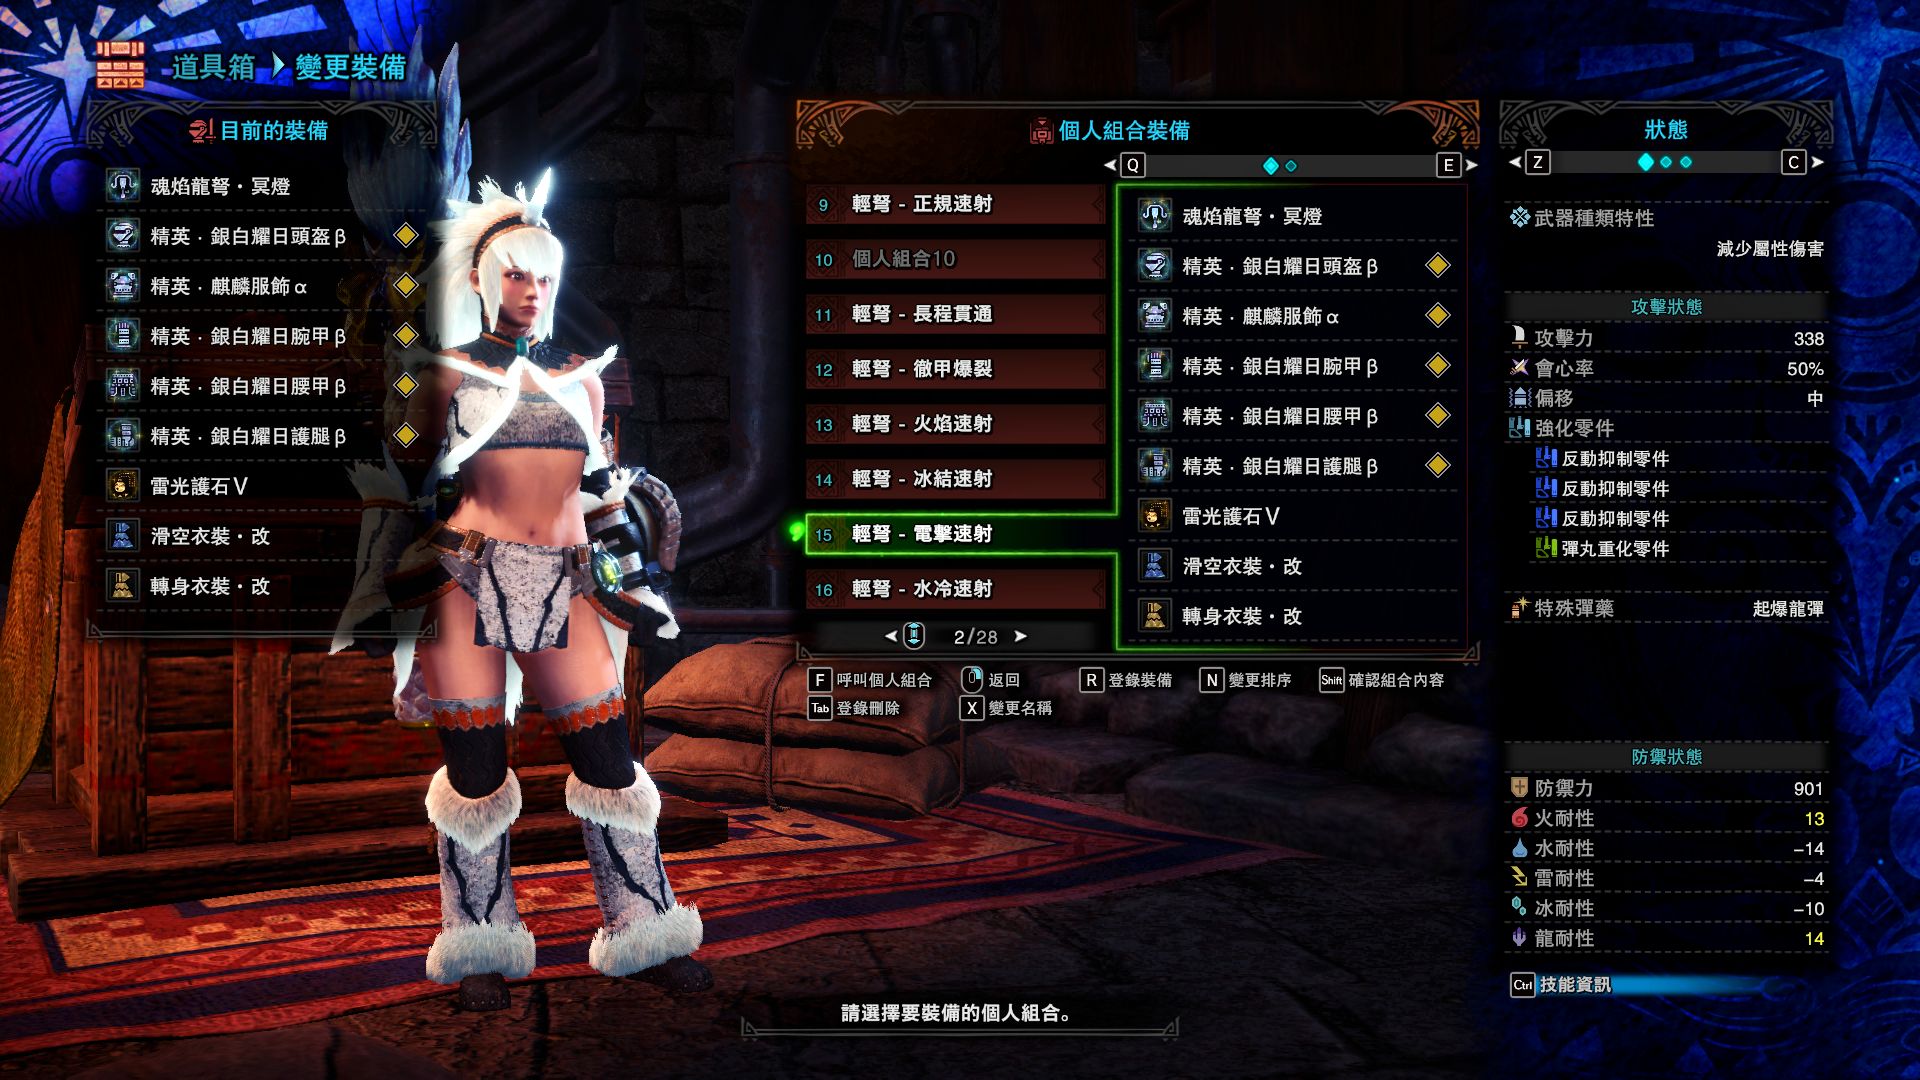 道具箱 變更裝備
目前的裝備
魂焰龍弩・冥燈
精英・銀白耀日頭盔β
精英・麒麟服飾α
精英・銀白耀日腕甲β
精英・銀白耀日腰甲β
精英・銀白耀日護腿β
雷光護石Ⅴ
滑空衣裝・改
轉身衣裝・改
個人組合裝備
Q E
9 輕弩 - 正規速射
10 個人組合10
11 輕弩 - 長程貫通
12 輕弩 - 徹甲爆裂
13 輕弩 - 火焰速射
14 輕弩 - 冰結速射
15 輕弩 - 電擊速射
16 輕弩 - 水冷速射
2/28
魂焰龍弩・冥燈
精英・銀白耀日頭盔β
精英・麒麟服飾α
精英・銀白耀日腕甲β
精英・銀白耀日腰甲β
精英・銀白耀日護腿β
雷光護石Ⅴ
滑空衣裝・改
轉身衣裝・改
F 呼叫個人組合 返回 R 登錄裝備 N 變更排序 Shift 確認組合內容
Tab 登錄刪除 X 變更名稱
請選擇要裝備的個人組合。
狀態
Z C
武器種類特性
減少屬性傷害
攻擊狀態
攻擊力 338
會心率 50%
偏移 中
強化零件
反動抑制零件
反動抑制零件
反動抑制零件
彈丸重化零件
特殊彈藥 起爆龍彈
防禦狀態
防禦力 901
火耐性 13
水耐性 -14
雷耐性 -4
冰耐性 -10
龍耐性 14
Ctrl 技能資訊